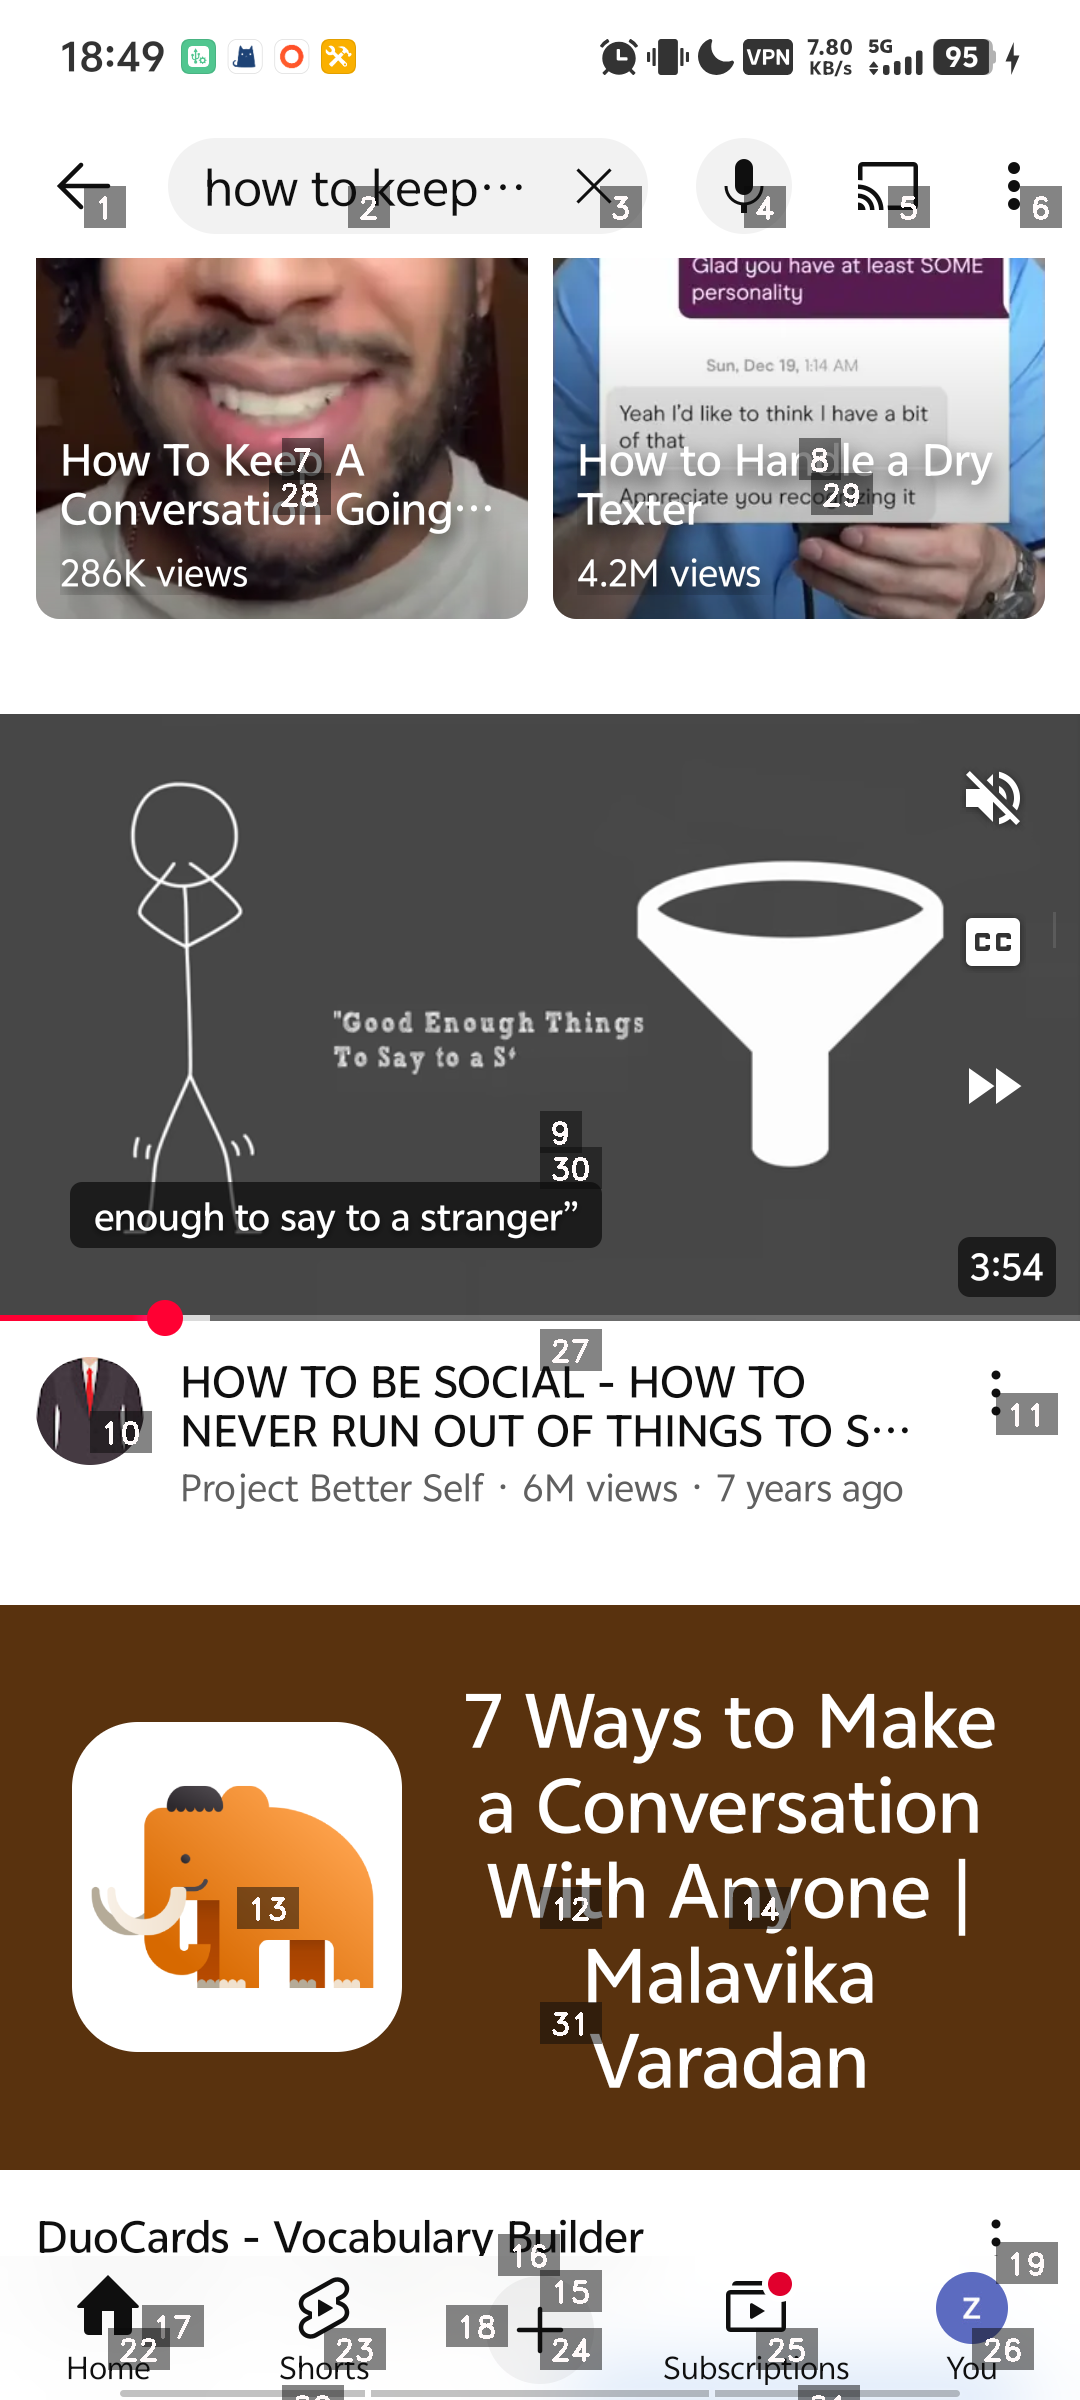 18:49
VPN
7.80
KB/s
5G
95
how to keep…
1
2
3
4
5
6
Glad you have at least SOME
personality
Sun, Dec 19, 1:14 AM
Yeah I'd like to think I have a bit
of that
Appreciate you recognizing it
How To Keep A
Conversation Going…
286K views
7
28
How to Handle a Dry
Texter
4.2M views
8
29
CC
"Good Enough Things
To Say to a S
9
30
enough to say to a stranger”
3:54
27
HOW TO BE SOCIAL - HOW TO
NEVER RUN OUT OF THINGS TO S…
Project Better Self · 6M views · 7 years ago
10
11
7 Ways to Make
a Conversation
With Anyone |
Malavika
Varadan
13
12
14
31
DuoCards - Vocabulary Builder
16
19
15
17
18
Z
22
23
24
25
26
Home
Shorts
Subscriptions
You